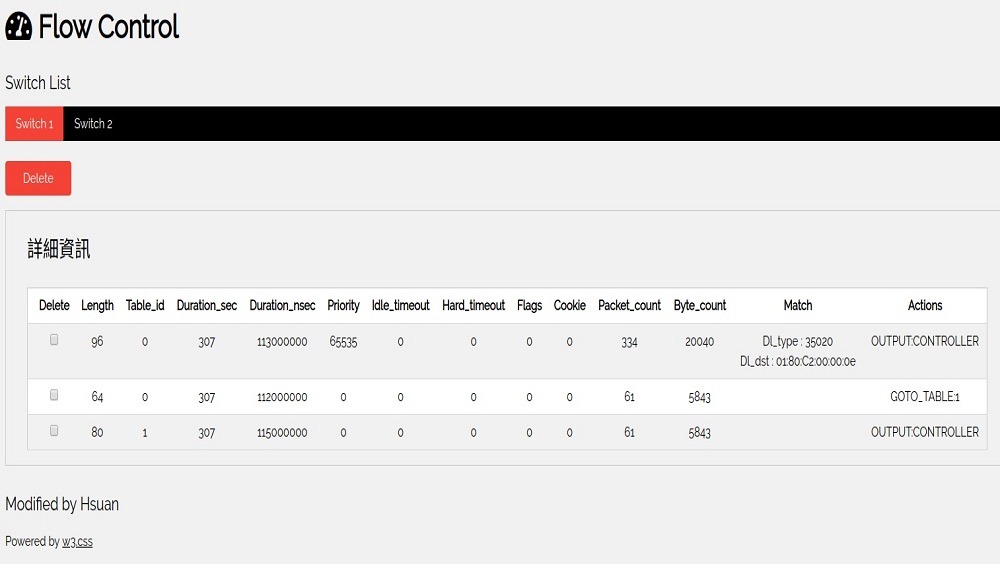 Flow Control
Switch List
Switch 1 Switch 2
Delete
詳細資訊
Delete Length Table_id Duration_sec Duration_nsec Priority Idle_timeout Hard_timeout Flags Cookie Packet_count Byte_count Match Actions
96 0 307 113000000 65535 0 0 0 0 334 20040 Dl_type : 35020 OUTPUT:CONTROLLER
Dl_dst : 01:80:C2:00:00:0e
64 0 307 112000000 0 0 0 0 0 61 5843 GOTO_TABLE:1
80 1 307 115000000 0 0 0 0 0 61 5843 OUTPUT:CONTROLLER
Modified by Hsuan
Powered by w3.css